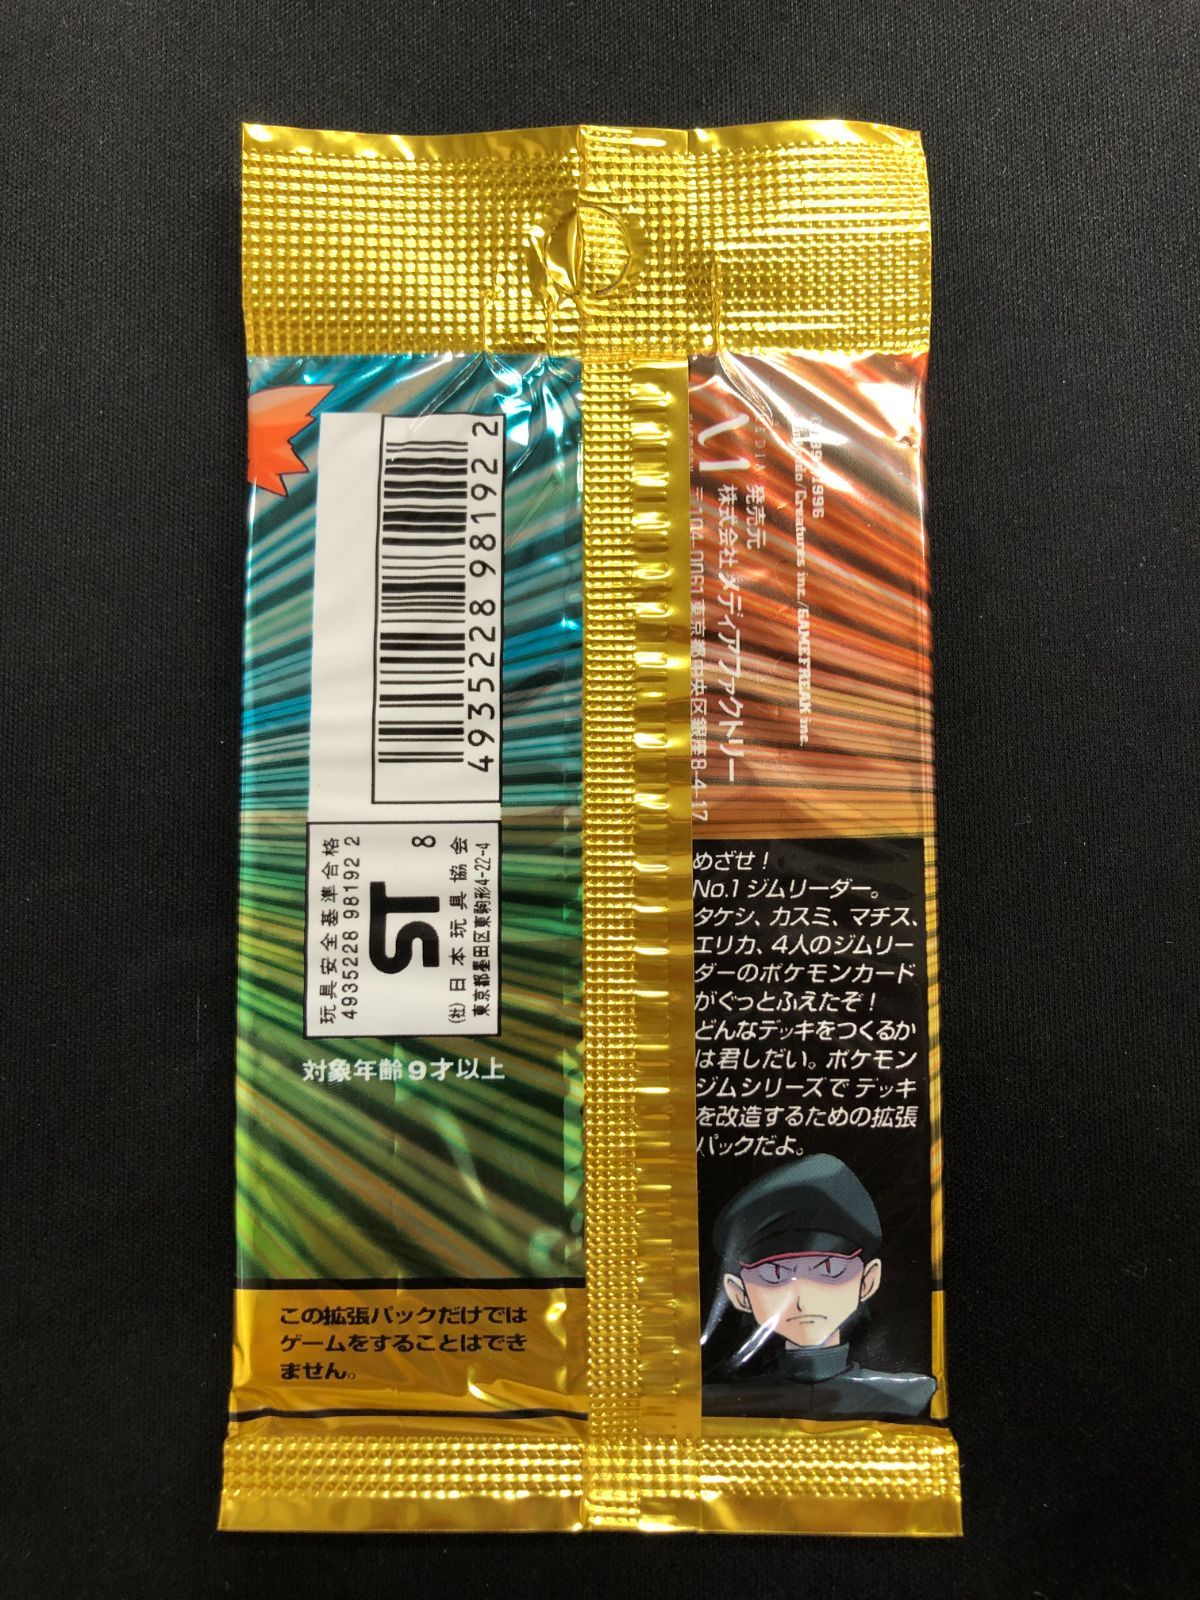 4935228 98192 2
玩具安全基準合格
4935228 98192 2
ST 8
(社)日本玩具協会
東京都墨田区東駒形4-22-4
対象年齢9才以上
この拡張パックだけでは
ゲームをすることはでき
ません。
1996
/Creatures inc./GAMEFREAK inc.
発売元
株式会社メディアファクトリー
〒104-0061東京都中央区銀座8-4-17
めざせ!
No.1 ジムリーダー。
タケシ、カスミ、マチス、
エリカ、4人のジムリー
ダーのポケモンカード
がぐっとふえたぞ!
どんなデッキをつくるか
は君しだい。ポケモン
ジムシリーズで デッキ
を改造するための拡張
パックだよ。